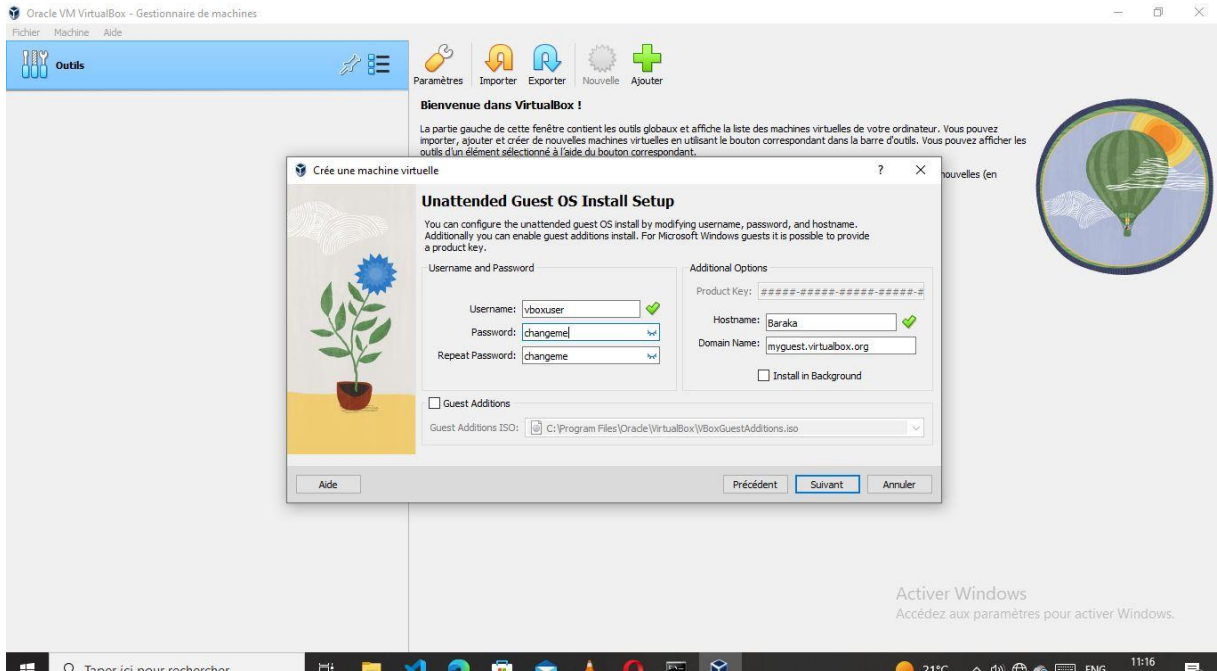 Oracle VM VirtualBox - Gestionnaire de machines
Fichier Machine Aide
Outils
Paramètres Importer Exporter Nouvelle Ajouter
Bienvenue dans VirtualBox !
La partie gauche de cette fenêtre contient les outils globaux et affiche la liste des machines virtuelles de votre ordinateur. Vous pouvez
importer, ajouter et créer de nouvelles machines virtuelles en utilisant le bouton correspondant dans la barre d'outils. Vous pouvez afficher les
outils d'un élément sélectionné à l'aide du bouton correspondant.
nouvelles (en
Crée une machine virtuelle ?
Unattended Guest OS Install Setup
You can configure the unattended guest OS install by modifying username, password, and hostname.
Additionally you can enable guest additions install. For Microsoft Windows guests it is possible to provide
a product key.
Username and Password
Username: vboxuser
Password: changeme
Repeat Password: changeme
Additional Options
Product Key: #####-#####-#####-#####-#
Hostname: Baraka
Domain Name: myguest.virtualbox.org
Install in Background
Guest Additions
Guest Additions ISO: C:\Program Files\Oracle\VirtualBox\VBoxGuestAdditions.iso
Aide Précédent Suivant Annuler
Activer Windows
Accédez aux paramètres pour activer Windows.
Taper ici pour rechercher 21°C ENG 11:16